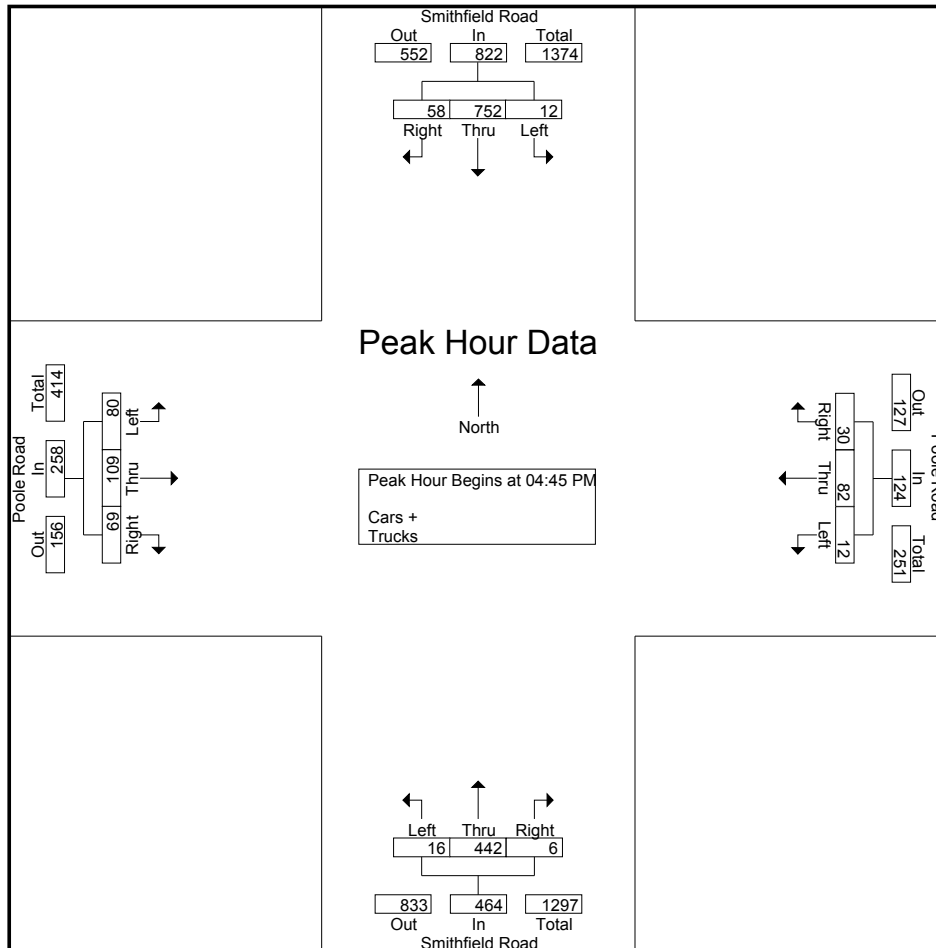 Smithfield Road
Out In Total
552 822 1374
58 752 12
Right Thru Left
Peak Hour Data
North
Peak Hour Begins at 04:45 PM
Cars +
Trucks
Poole Road
Out In Total
156 258 414
Right Thru Left
69 109 80
Poole Road
Out In Total
127 124 251
Right Thru Left
30 82 12
Left Thru Right
16 442 6
833 464 1297
Out In Total
Smithfield Road